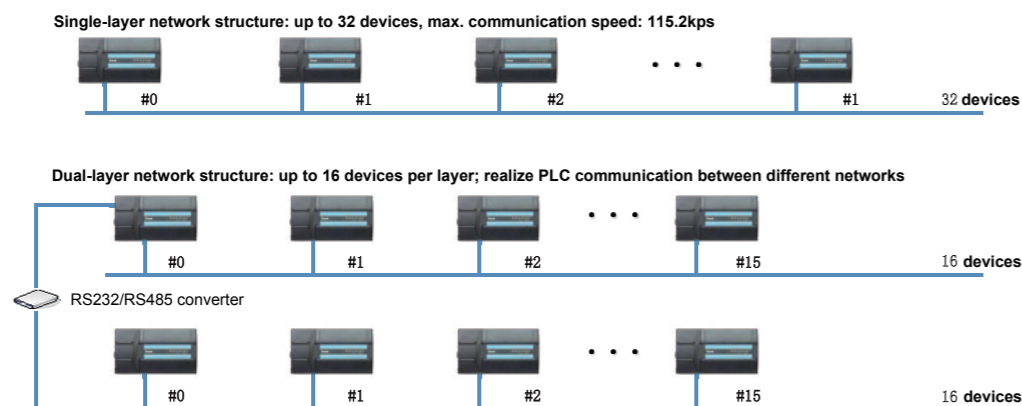 Single-layer network structure: up to 32 devices, max. communication speed: 115.2kps
#0 #1 #2 #1 32 devices
Dual-layer network structure: up to 16 devices per layer; realize PLC communication between different networks
#0 #1 #2 #15 16 devices
RS232/RS485 converter
#0 #1 #2 #15 16 devices